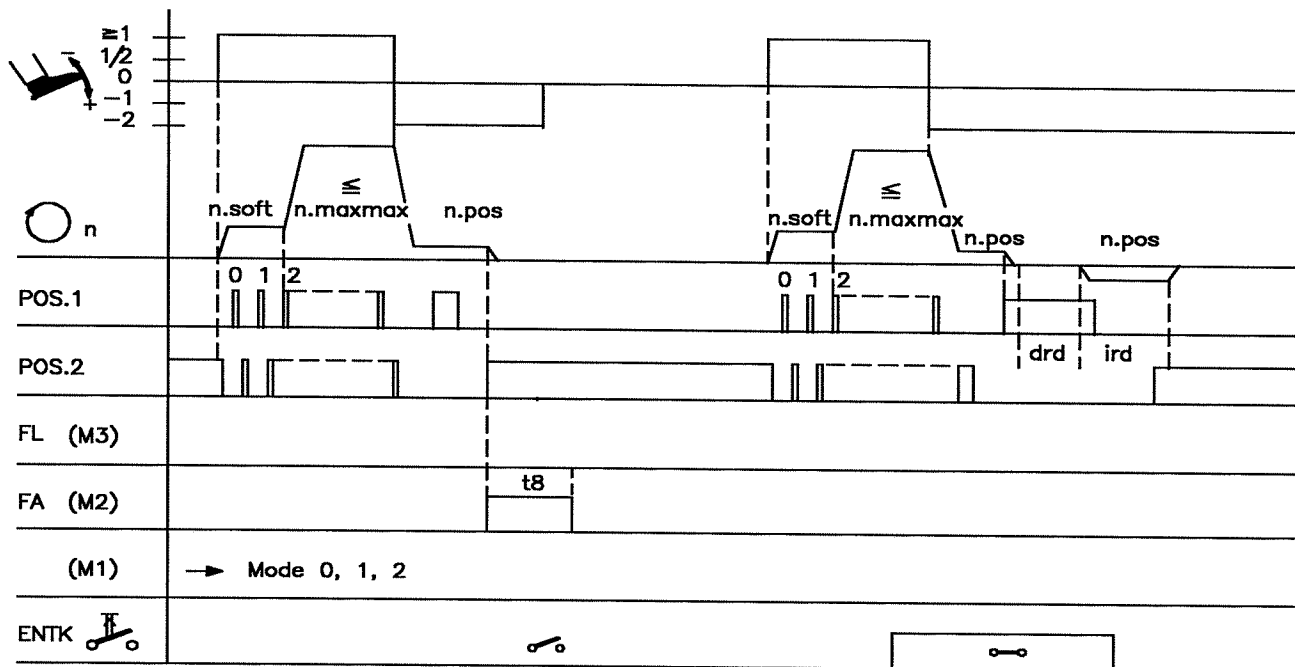 ≧1
1/2
0
−
+ −1
−2
≦
n.soft n.maxmax n.pos
≦
n.soft n.maxmax
n.pos n.pos
n
0 1 2
0 1 2
POS.1
drd ird
POS.2
FL (M3)
t8
FA (M2)
(M1) → Mode 0, 1, 2
ENTK